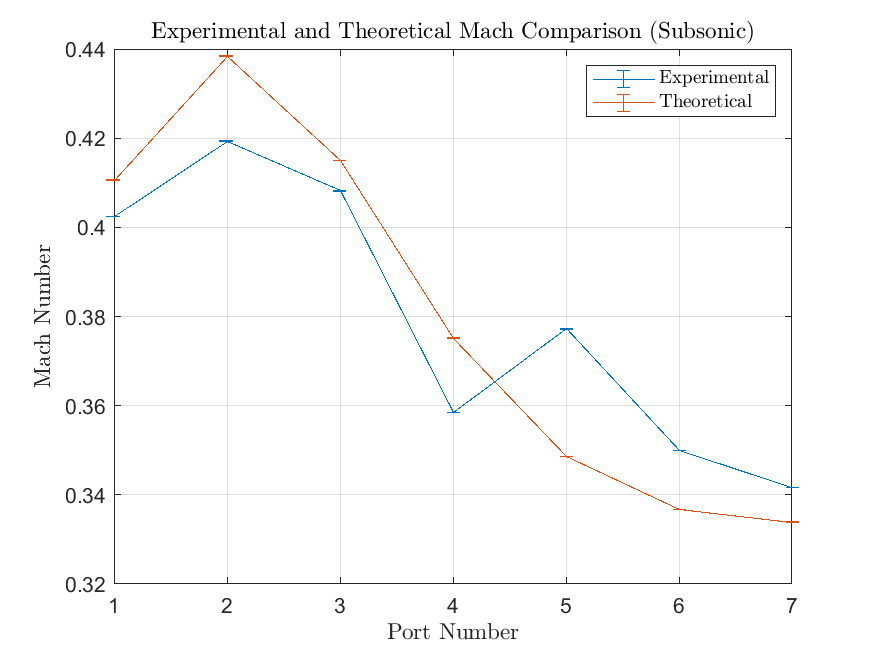 Experimental and Theoretical Mach Comparison (Subsonic)
0.44
0.42
0.4
0.38
0.36
0.34
0.32
Mach Number
Experimental
Theoretical
1 2 3 4 5 6 7
Port Number